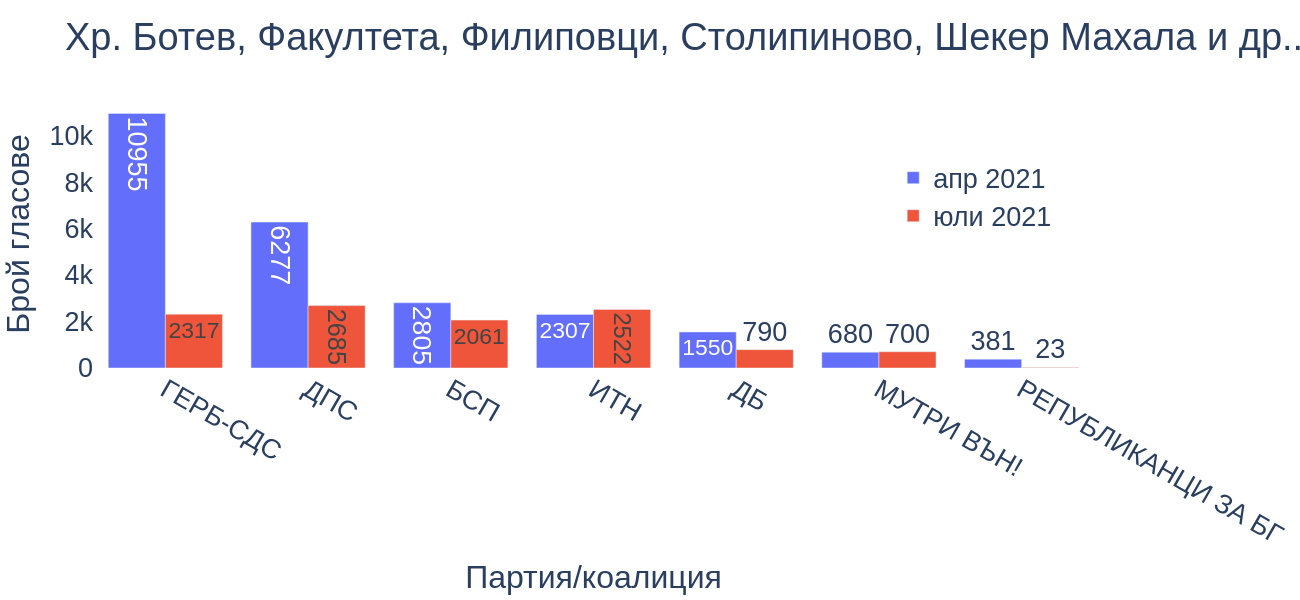 Хр. Ботев, Факултета, Филиповци, Столипиново, Шекер Махала и др..
Брой гласове
10k
8k
6k
4k
2k
0
10955
2317
6277
2685
2805
2061
2307
2522
1550
790
680
700
381
23
апр 2021
юли 2021
ГЕРБ-СДС
ДПС
БСП
ИТН
ДБ
МУТРИ ВЪН!
РЕПУБЛИКАНЦИ ЗА БГ
Партия/коалиция